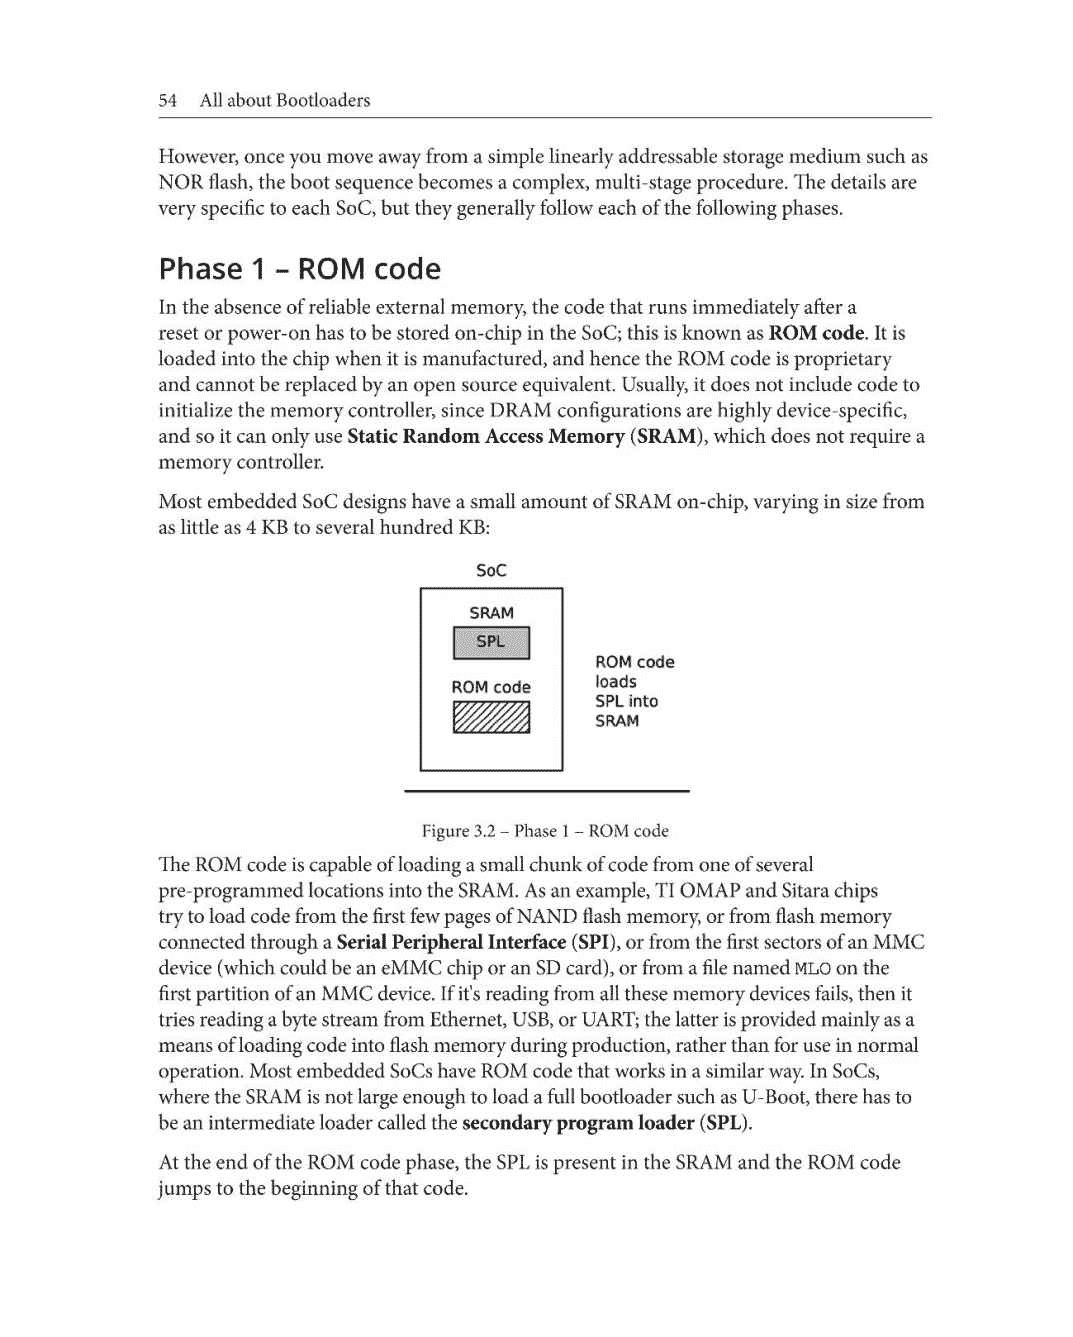 54 All about Bootloaders
However, once you move away from a simple linearly addressable storage medium such as
NOR flash, the boot sequence becomes a complex, multi-stage procedure. The details are
very specific to each SoC, but they generally follow each of the following phases.
Phase 1 – ROM code
In the absence of reliable external memory, the code that runs immediately after a
reset or power-on has to be stored on-chip in the SoC; this is known as ROM code. It is
loaded into the chip when it is manufactured, and hence the ROM code is proprietary
and cannot be replaced by an open source equivalent. Usually, it does not include code to
initialize the memory controller, since DRAM configurations are highly device-specific,
and so it can only use Static Random Access Memory (SRAM), which does not require a
memory controller.
Most embedded SoC designs have a small amount of SRAM on-chip, varying in size from
as little as 4 KB to several hundred KB:
SoC
SRAM
SPL
ROM code
ROM code
loads
SPL into
SRAM
Figure 3.2 – Phase 1 – ROM code
The ROM code is capable of loading a small chunk of code from one of several
pre-programmed locations into the SRAM. As an example, TI OMAP and Sitara chips
try to load code from the first few pages of NAND flash memory, or from flash memory
connected through a Serial Peripheral Interface (SPI), or from the first sectors of an MMC
device (which could be an eMMC chip or an SD card), or from a file named MLO on the
first partition of an MMC device. If it's reading from all these memory devices fails, then it
tries reading a byte stream from Ethernet, USB, or UART; the latter is provided mainly as a
means of loading code into flash memory during production, rather than for use in normal
operation. Most embedded SoCs have ROM code that works in a similar way. In SoCs,
where the SRAM is not large enough to load a full bootloader such as U-Boot, there has to
be an intermediate loader called the secondary program loader (SPL).
At the end of the ROM code phase, the SPL is present in the SRAM and the ROM code
jumps to the beginning of that code.